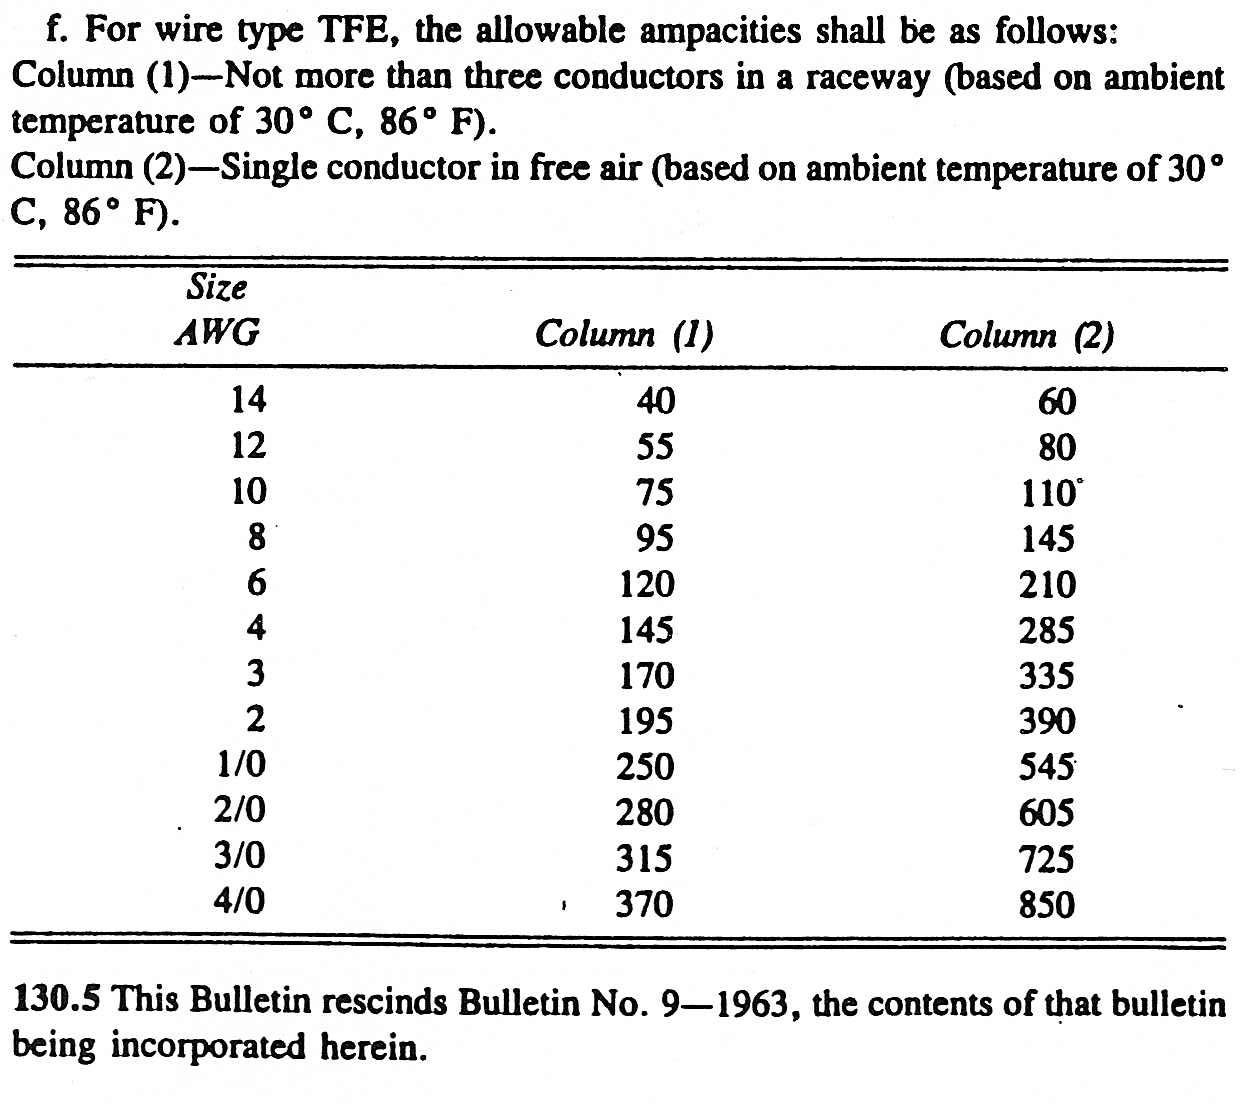 f. For wire type TFE, the allowable ampacities shall be as follows:
Column (1)—Not more than three conductors in a raceway (based on ambient
temperature of 30° C, 86° F).
Column (2)—Single conductor in free air (based on ambient temperature of 30°
C, 86° F).
Size
AWG Column (1) Column (2)
14 40 60
12 55 80
10 75 110
8 95 145
6 120 210
4 145 285
3 170 335
2 195 390
1/0 250 545
2/0 280 605
3/0 315 725
4/0 370 850
130.5 This Bulletin rescinds Bulletin No. 9—1963, the contents of that bulletin
being incorporated herein.